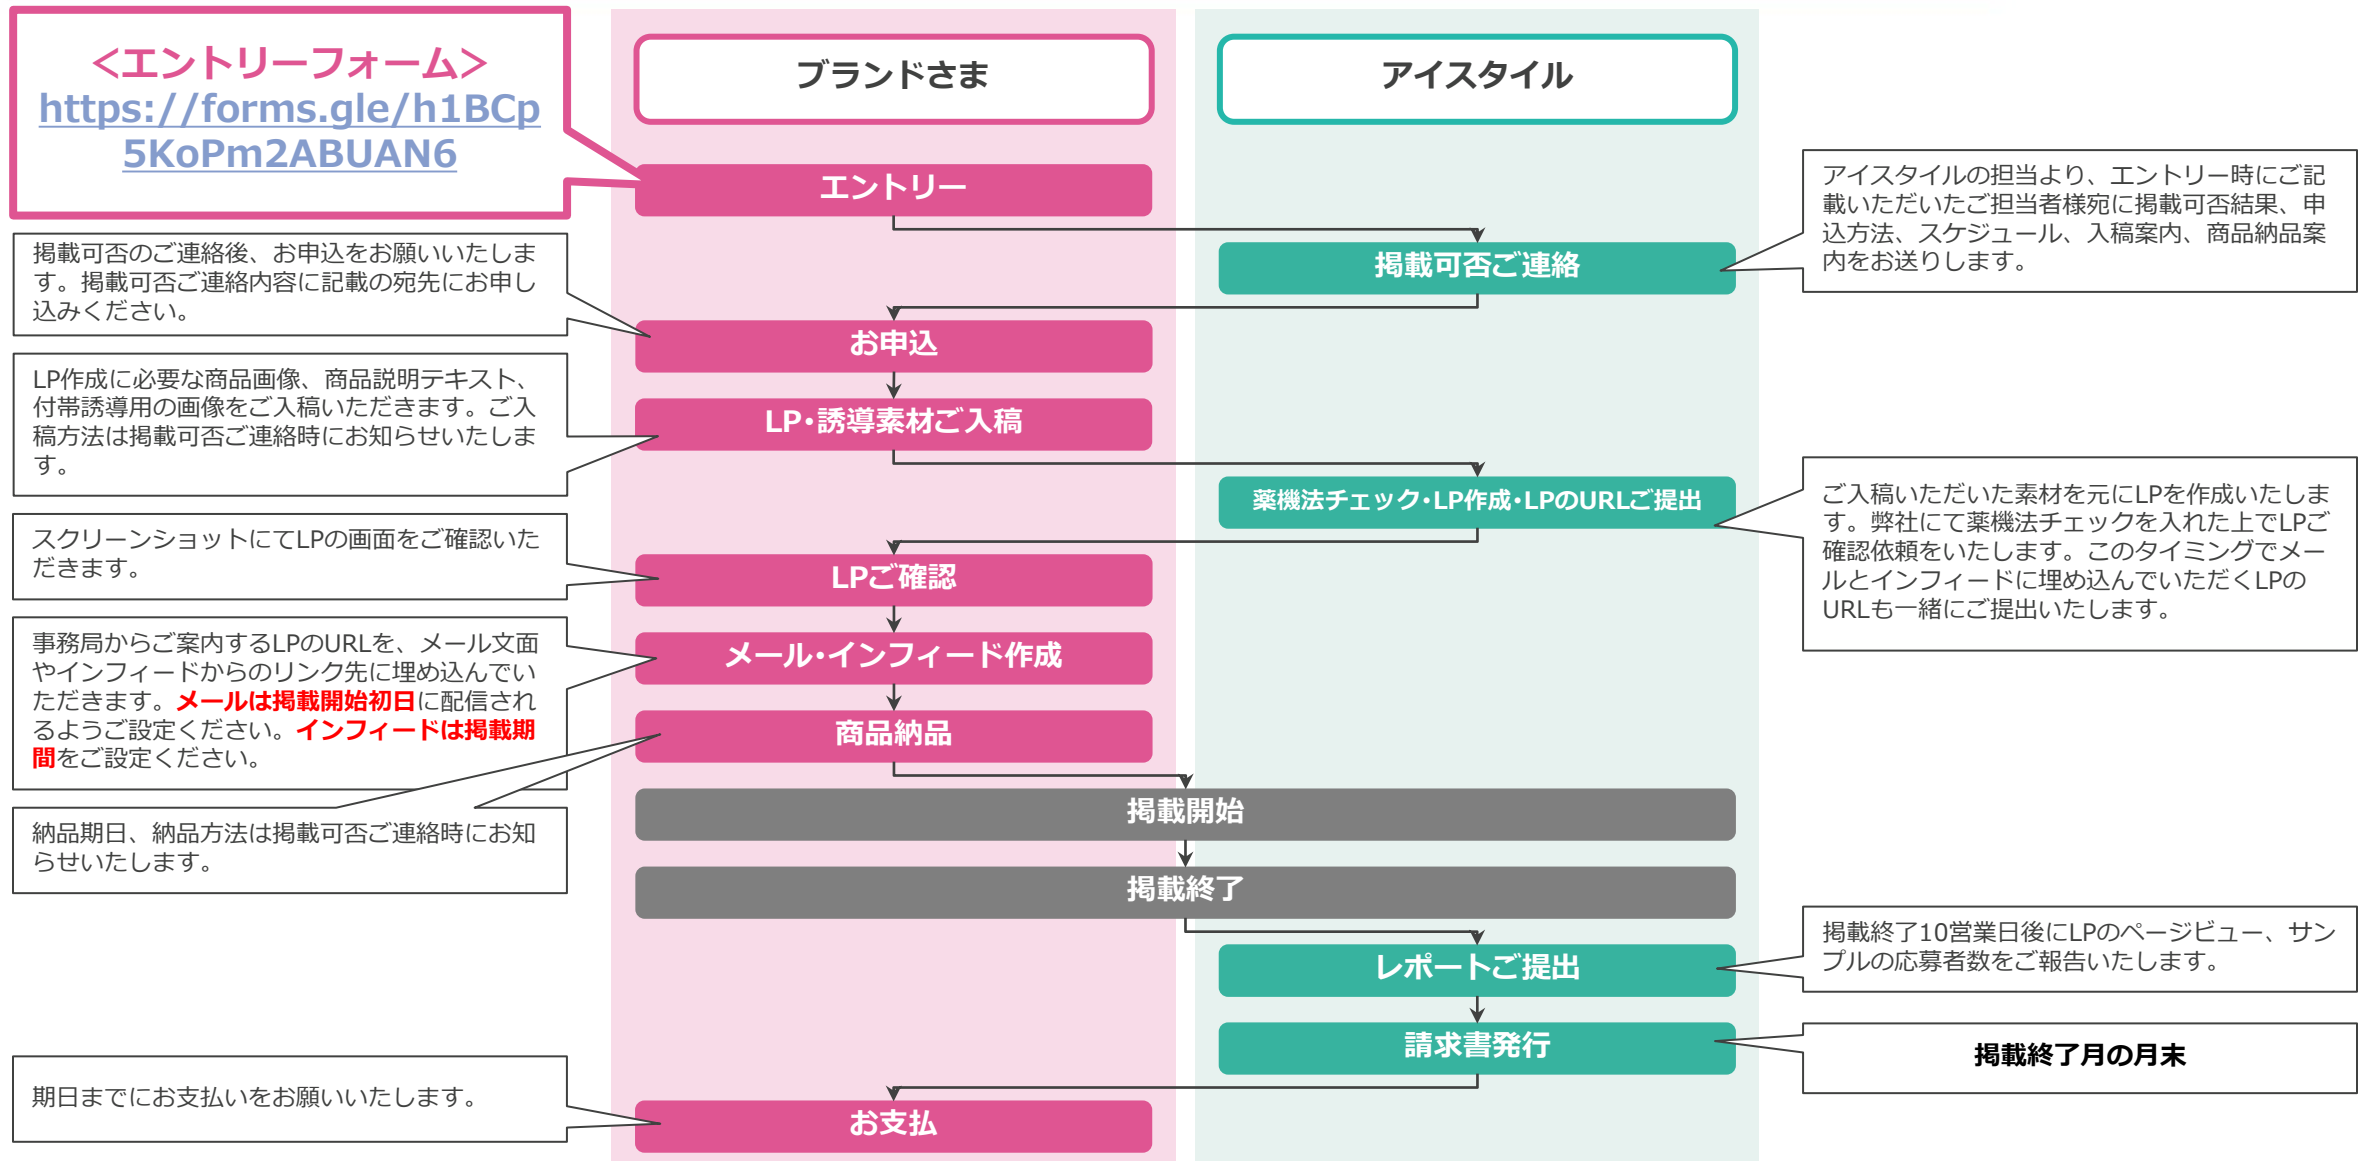 <エントリーフォーム>
https://forms.gle/h1BCp
5KoPm2ABUAN6
ブランドさま
アイスタイル
エントリー
アイスタイルの担当より、エントリー時にご記
載いただいたご担当者様宛に掲載可否結果、申
込方法、スケジュール、入稿案内、商品納品案
内をお送りします。
掲載可否ご連絡
掲載可否のご連絡後、お申込をお願いいたしま
す。掲載可否ご連絡内容に記載の宛先にお申し
込みください。
お申込
LP作成に必要な商品画像、商品説明テキスト、
付帯誘導用の画像をご入稿いただきます。ご入
稿方法は掲載可否ご連絡時にお知らせいたしま
す。
LP・誘導素材ご入稿
薬機法チェック・LP作成・LPのURLご提出
ご入稿いただいた素材を元にLPを作成いたしま
す。弊社にて薬機法チェックを入れた上でLPご
確認依頼をいたします。このタイミングでメー
ルとインフィードに埋め込んでいただくLPの
URLも一緒にご提出いたします。
スクリーンショットにてLPの画面をご確認いた
だきます。
LPご確認
事務局からご案内するLPのURLを、メール文面
やインフィードからのリンク先に埋め込んでい
ただきます。メールは掲載開始初日に配信され
るようご設定ください。インフィードは掲載期
間をご設定ください。
メール・インフィード作成
商品納品
納品期日、納品方法は掲載可否ご連絡時にお知
らせいたします。
掲載開始
掲載終了
掲載終了10営業日後にLPのページビュー、サン
プルの応募者数をご報告いたします。
レポートご提出
請求書発行
掲載終了月の月末
期日までにお支払いをお願いいたします。
お支払